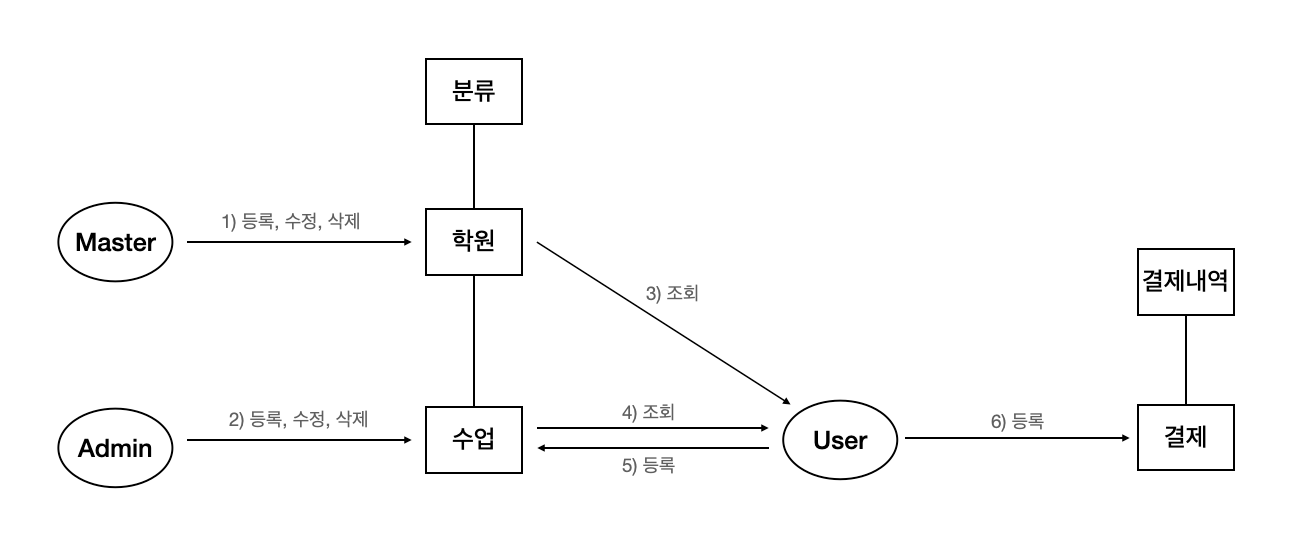 분류
Master
1) 등록, 수정, 삭제
학원
3) 조회
결제내역
Admin
2) 등록, 수정, 삭제
수업
4) 조회
5) 등록
User
6) 등록
결제